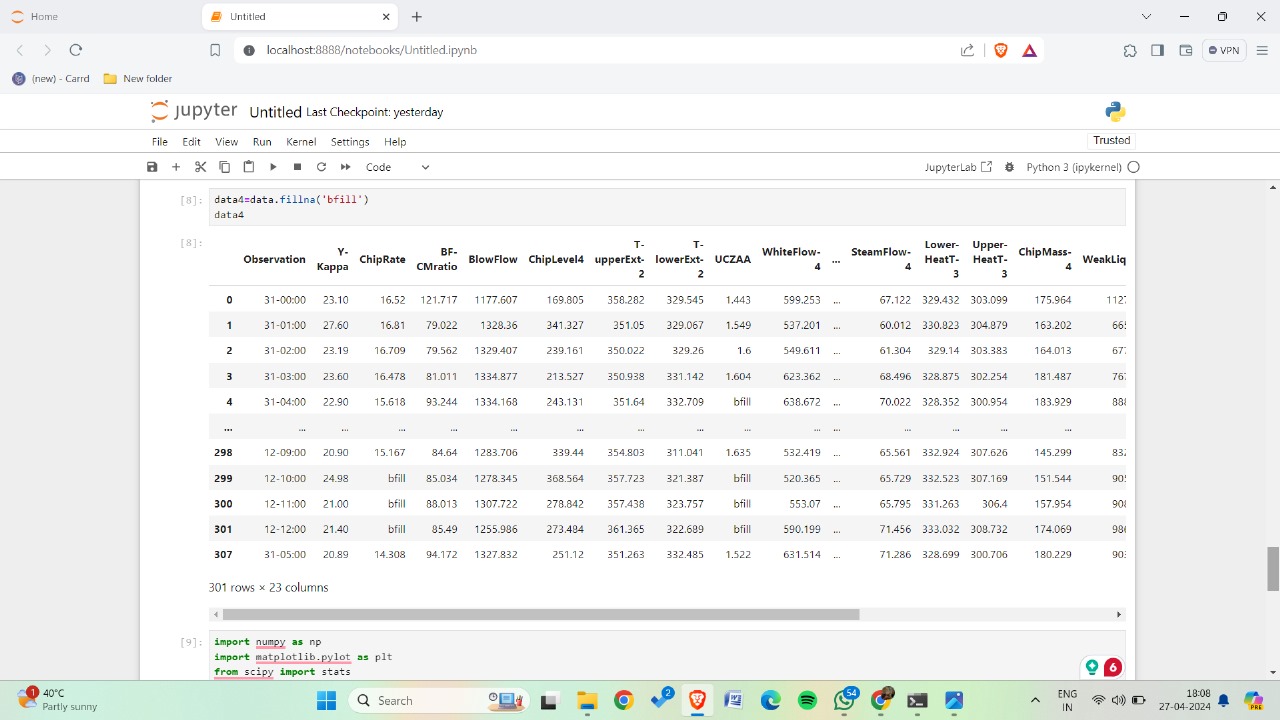 Home
Untitled
localhost:8888/notebooks/Untitled.ipynb
VPN
(new) - Carrd
New folder
jupyter Untitled Last Checkpoint: yesterday
File Edit View Run Kernel Settings Help
Trusted
Code
JupyterLab
Python 3 (ipykernel)
[8]: data4=data.fillna('bfill')
data4
[8]:
Observation Y-Kappa ChipRate BF-CMratio BlowFlow ChipLevel4 T-upperExt-2 T-lowerExt-2 UCZAA WhiteFlow-4 ... SteamFlow-4 Lower-HeatT-3 Upper-HeatT-3 ChipMass-4 WeakLiq
0 31-00:00 23.10 16.52 121.717 1177.607 169.805 358.282 329.545 1.443 599.253 ... 67.122 329.432 303.099 175.964 1127
1 31-01:00 27.60 16.81 79.022 1328.36 341.327 351.05 329.067 1.549 537.201 ... 60.012 330.823 304.879 163.202 665
2 31-02:00 23.19 16.709 79.562 1329.407 239.161 350.022 329.26 1.6 549.611 ... 61.304 329.14 303.383 164.013 677
3 31-03:00 23.60 16.478 81.011 1334.877 213.527 350.938 331.142 1.604 623.362 ... 68.496 328.875 302.254 181.487 767
4 31-04:00 22.90 15.618 93.244 1334.168 243.131 351.64 332.709 bfill 638.672 ... 70.022 328.352 300.954 183.929 888
... ... ... ... ... ... ... ... ... ... ... ... ... ... ... ...
298 12-09:00 20.90 15.167 84.64 1283.706 339.44 354.803 311.041 1.635 532.419 ... 65.561 332.924 307.626 145.299 832
299 12-10:00 24.98 bfill 85.034 1278.345 368.564 357.723 321.387 bfill 520.365 ... 65.729 332.523 307.169 151.544 905
300 12-11:00 21.00 bfill 88.013 1307.722 278.842 357.438 323.757 bfill 553.07 ... 65.795 331.263 306.4 157.954 908
301 12-12:00 21.40 bfill 85.49 1255.986 273.484 361.365 322.689 bfill 590.199 ... 71.456 333.032 308.732 174.069 986
307 31-05:00 20.89 14.308 94.172 1327.832 251.12 351.263 332.485 1.522 631.514 ... 71.286 328.699 300.706 180.229 903
301 rows × 23 columns
[9]: import numpy as np
import matplotlib.pylot as plt
from scipy import stats
6
1
40°C
Partly sunny
Search
2
54
ENG
IN
18:08
27-04-2024
PRE